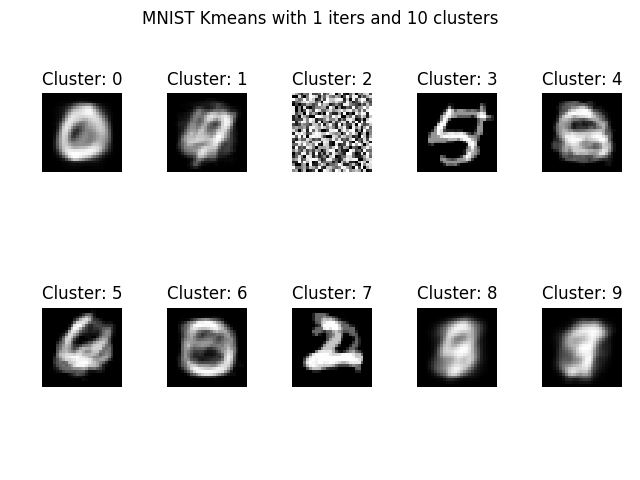 MNIST Kmeans with 1 iters and 10 clusters
Cluster: 0 Cluster: 1 Cluster: 2 Cluster: 3 Cluster: 4
Cluster: 5 Cluster: 6 Cluster: 7 Cluster: 8 Cluster: 9